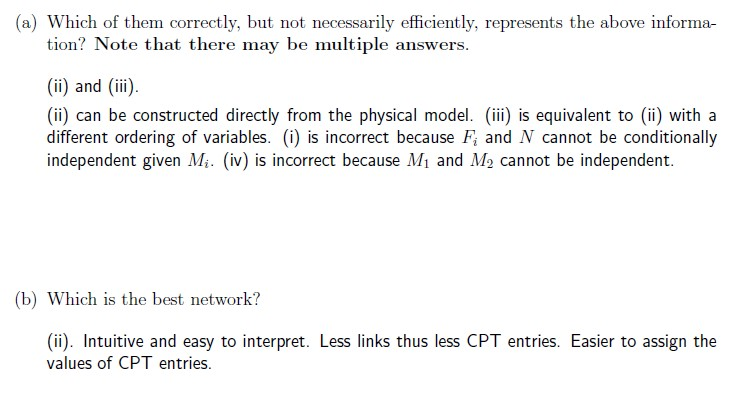 (a) Which of them correctly, but not necessarily efficiently, represents the above informa-
tion? Note that there may be multiple answers.
(ii) and (iii).
(ii) can be constructed directly from the physical model. (iii) is equivalent to (ii) with a
different ordering of variables. (i) is incorrect because Fᵢ and N cannot be conditionally
independent given Mᵢ. (iv) is incorrect because M₁ and M₂ cannot be independent.
(b) Which is the best network?
(ii). Intuitive and easy to interpret. Less links thus less CPT entries. Easier to assign the
values of CPT entries.